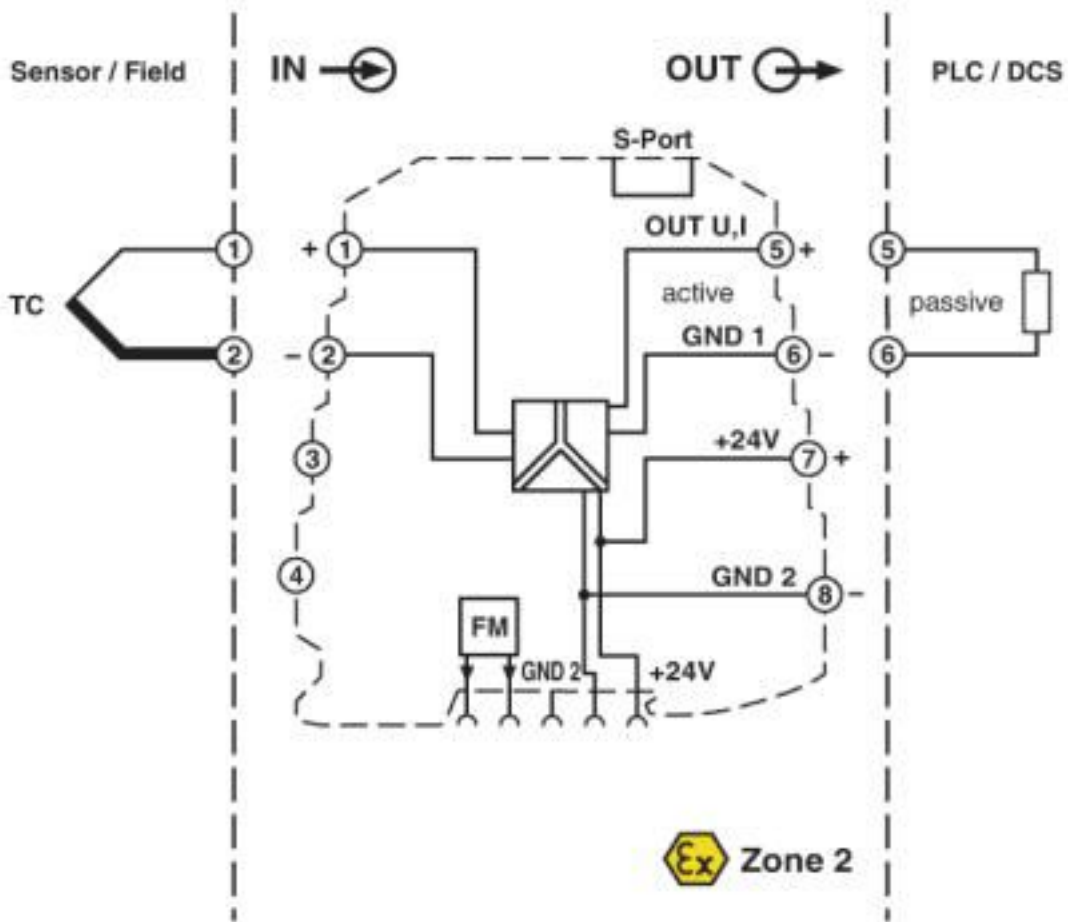 Sensor / Field IN OUT PLC / DCS
S-Port
OUT U,I
1 + 1 5 + 5
TC active passive
GND 1
2 - 2 6 - 6
+24V
3 7 +
4 GND 2 8 -
FM
GND 2 +24V
Ex Zone 2